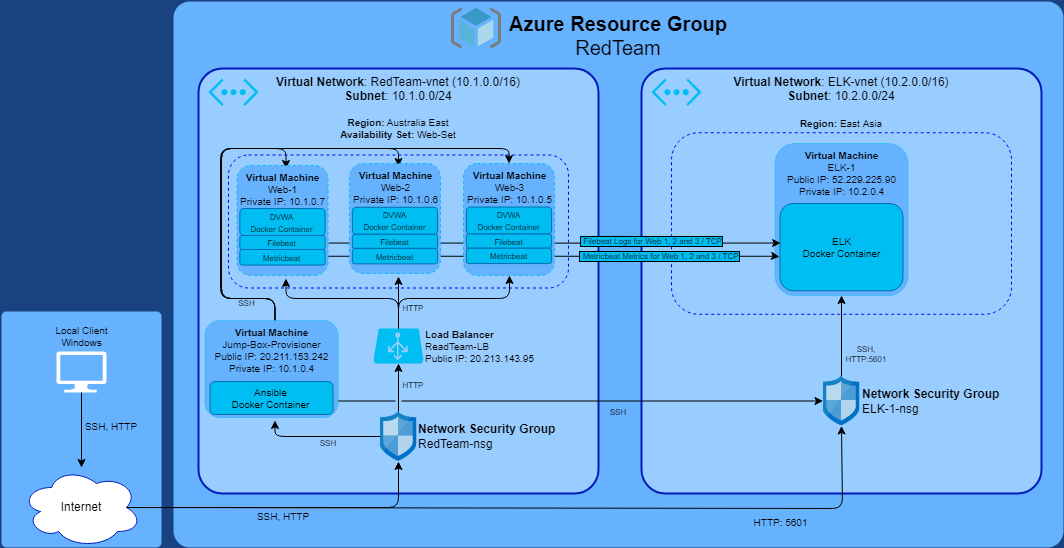 Azure Resource Group
RedTeam
Virtual Network: RedTeam-vnet (10.1.0.0/16)
Subnet: 10.1.0.0/24
Region: Australia East
Availability Set: Web-Set
Virtual Machine
Web-1
Private IP: 10.1.0.7
DVWA
Docker Container
Filebeat
Metricbeat
Virtual Machine
Web-2
Private IP: 10.1.0.6
DVWA
Docker Container
Filebeat
Metricbeat
Virtual Machine
Web-3
Private IP: 10.1.0.5
DVWA
Docker Container
Filebeat
Metricbeat
Filebeat Logs for Web 1, 2 and 3 / TCP
Metricbeat Metrics for Web 1, 2 and 3 / TCP
SSH
HTTP
Virtual Machine
Jump-Box-Provisioner
Public IP: 20.211.153.242
Private IP: 10.1.0.4
Ansible
Docker Container
Load Balancer
ReadTeam-LB
Public IP: 20.213.143.95
HTTP
SSH
SSH
Network Security Group
RedTeam-nsg
Virtual Network: ELK-vnet (10.2.0.0/16)
Subnet: 10.2.0.0/24
Region: East Asia
Virtual Machine
ELK-1
Public IP: 52.229.225.90
Private IP: 10.2.0.4
ELK
Docker Container
SSH,
HTTP:5601
Network Security Group
ELK-1-nsg
Local Client
Windows
SSH, HTTP
Internet
SSH, HTTP
HTTP: 5601